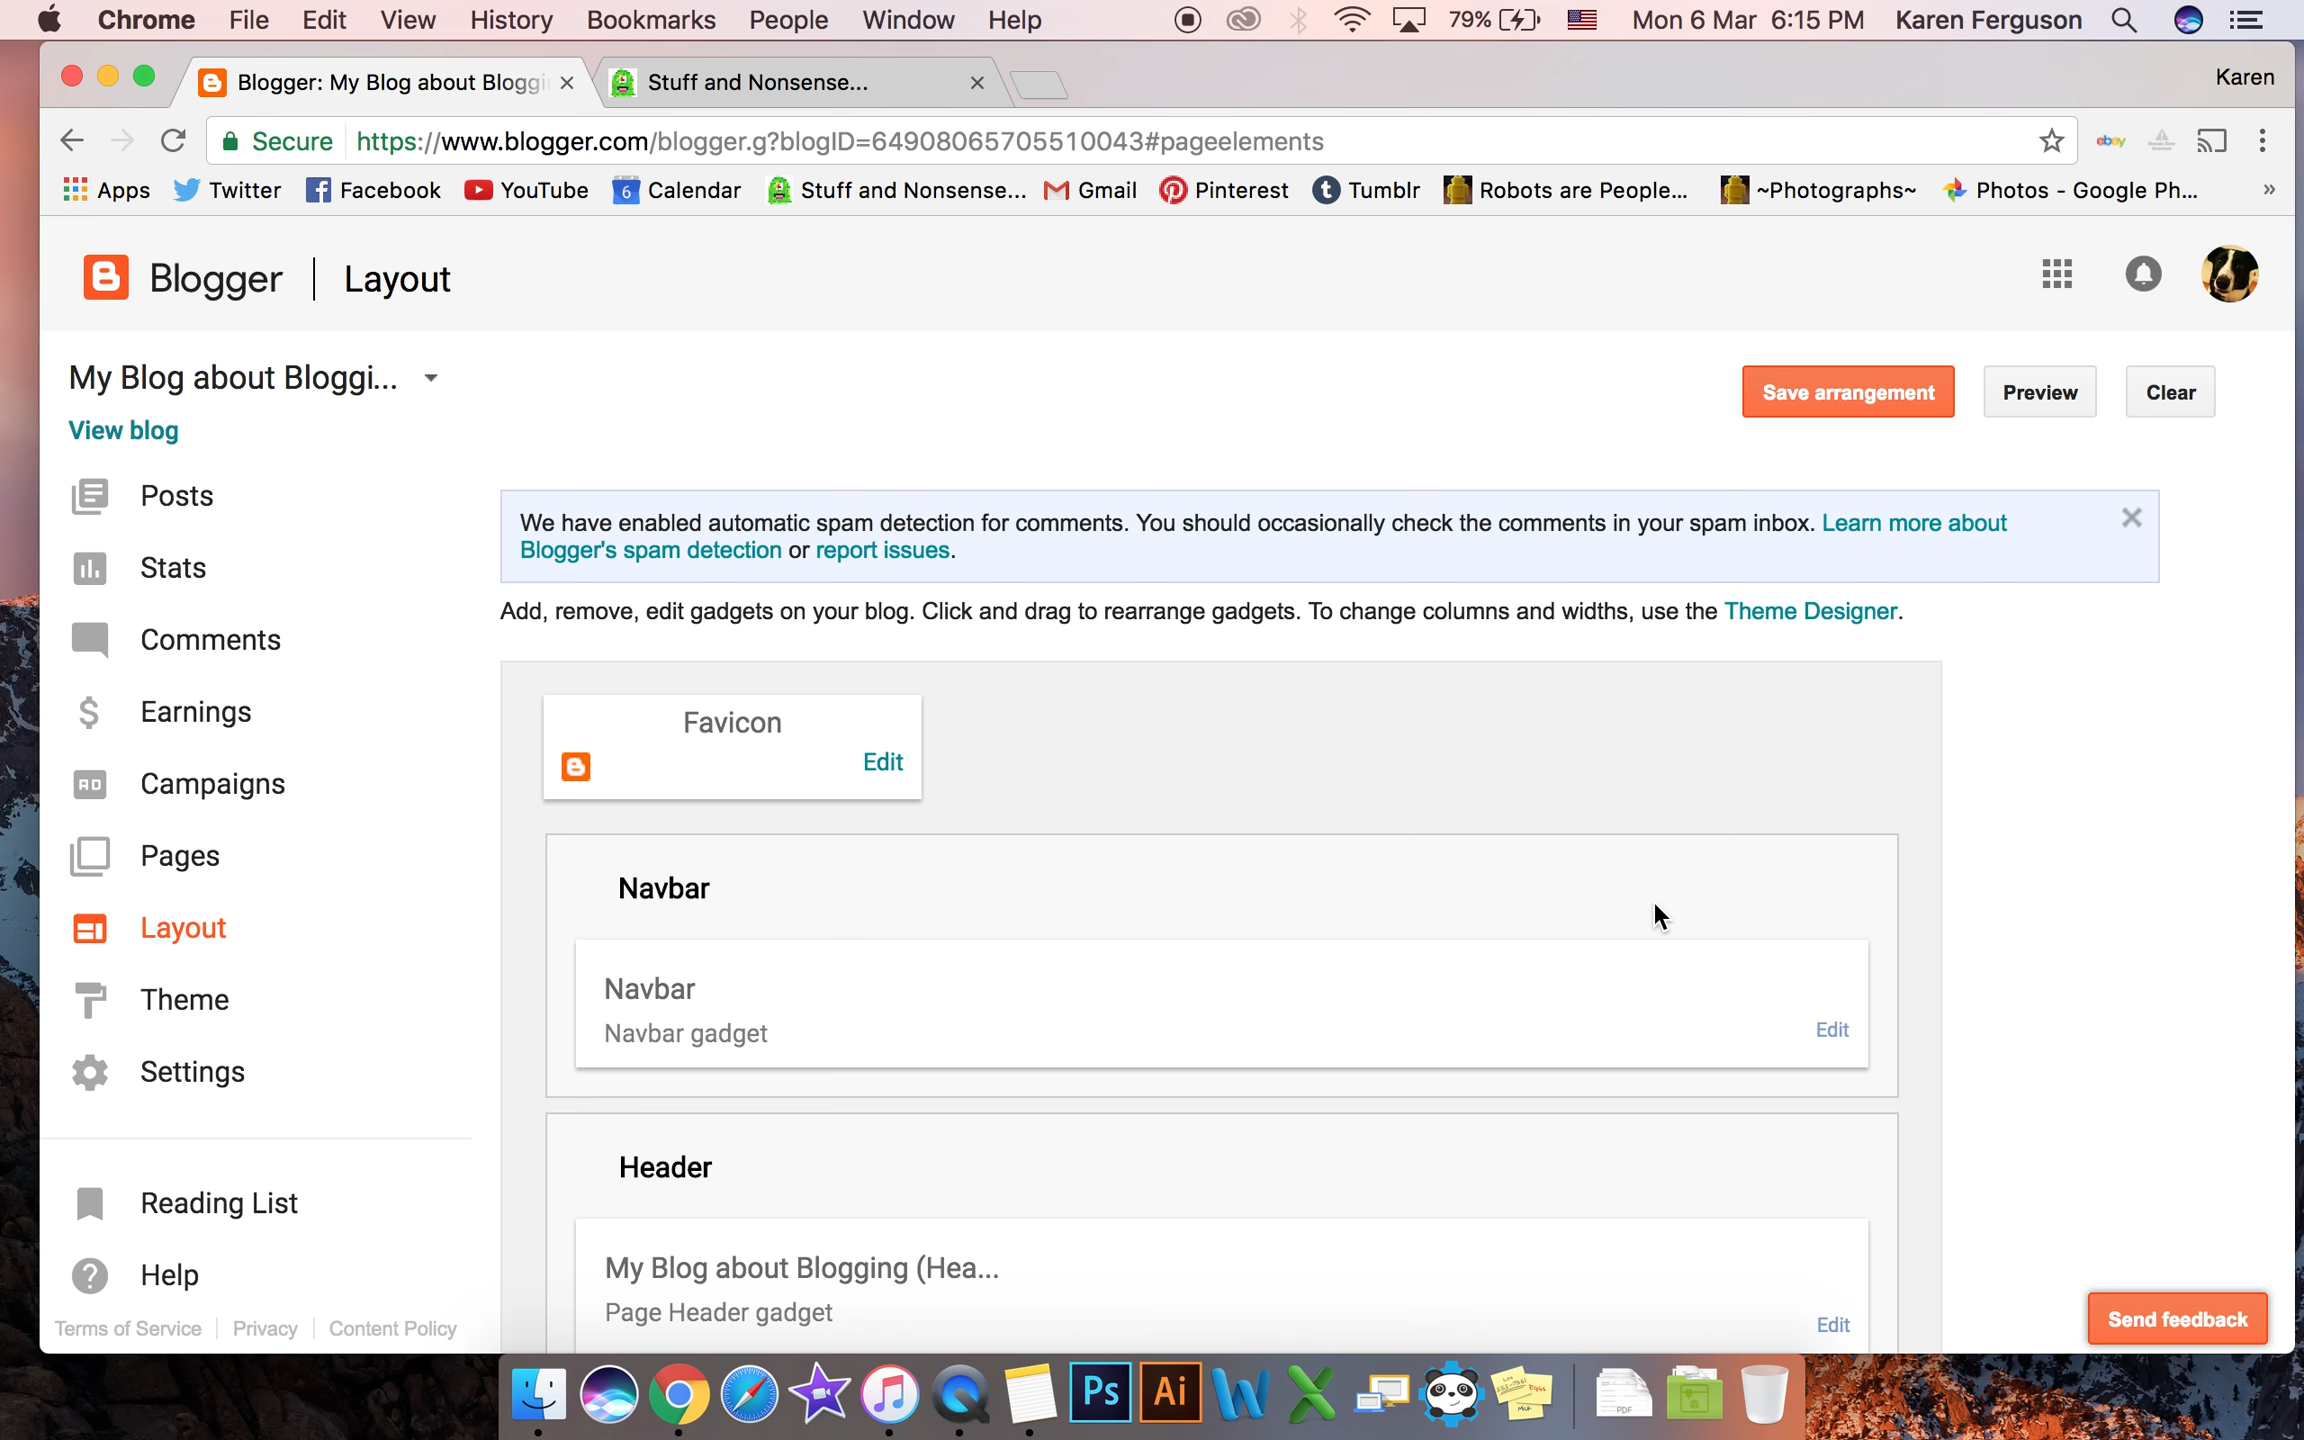 Chrome File Edit View History Bookmarks People Window Help 79% Mon 6 Mar 6:15 PM Karen Ferguson
Blogger: My Blog about Bloggi Stuff and Nonsense... Karen
Secure https://www.blogger.com/blogger.g?blogID=64908065705510043#pageelements ebay
Apps Twitter Facebook YouTube 6 Calendar Stuff and Nonsense... Gmail Pinterest Tumblr Robots are People... ~Photographs~ Photos - Google Ph... »
Blogger Layout
My Blog about Bloggi...
Save arrangement Preview Clear
View blog
Posts
Stats
Comments
Earnings
Campaigns
Pages
Layout
Theme
Settings
Reading List
Help
Terms of Service Privacy Content Policy
We have enabled automatic spam detection for comments. You should occasionally check the comments in your spam inbox. Learn more about
Blogger's spam detection or report issues.
Add, remove, edit gadgets on your blog. Click and drag to rearrange gadgets. To change columns and widths, use the Theme Designer.
Favicon
Edit
Navbar
Navbar
Navbar gadget
Edit
Header
My Blog about Blogging (Hea...
Page Header gadget
Edit
Send feedback
Ps Ai PDF